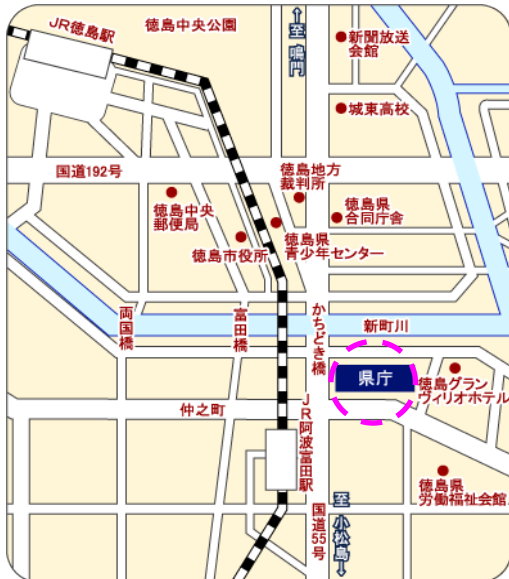 JR徳島駅
徳島中央公園
←至 鳴門
新聞放送
会館
城東高校
国道192号
徳島地方
裁判所
徳島中央
郵便局
徳島県
合同庁舎
徳島市役所
徳島県
青少年センター
両国橋
富田橋
かちどき橋
新町川
県庁
徳島グラン
ヴィリオホテル
仲之町
JR阿波富田駅
徳島県
労働福祉会館
国道55号
至 小松島→